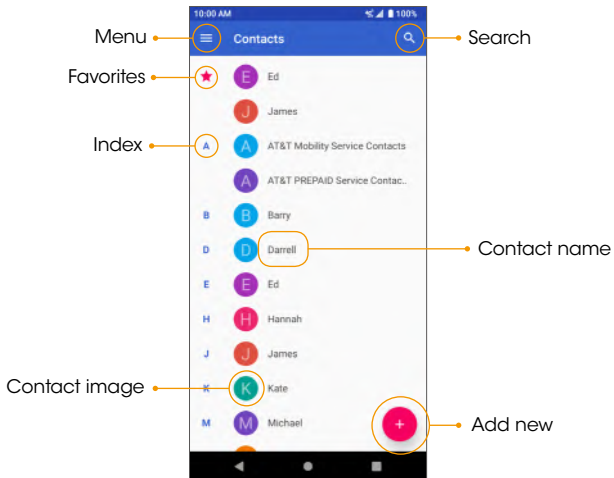 10:00 AM 100%
Menu Contacts Search
Favorites E Ed
J James
Index A A AT&T Mobility Service Contacts
A AT&T PREPAID Service Contac..
B B Barry
D D Darrell Contact name
E E Ed
H H Hannah
J J James
Contact image K K Kate
M M Michael + Add new